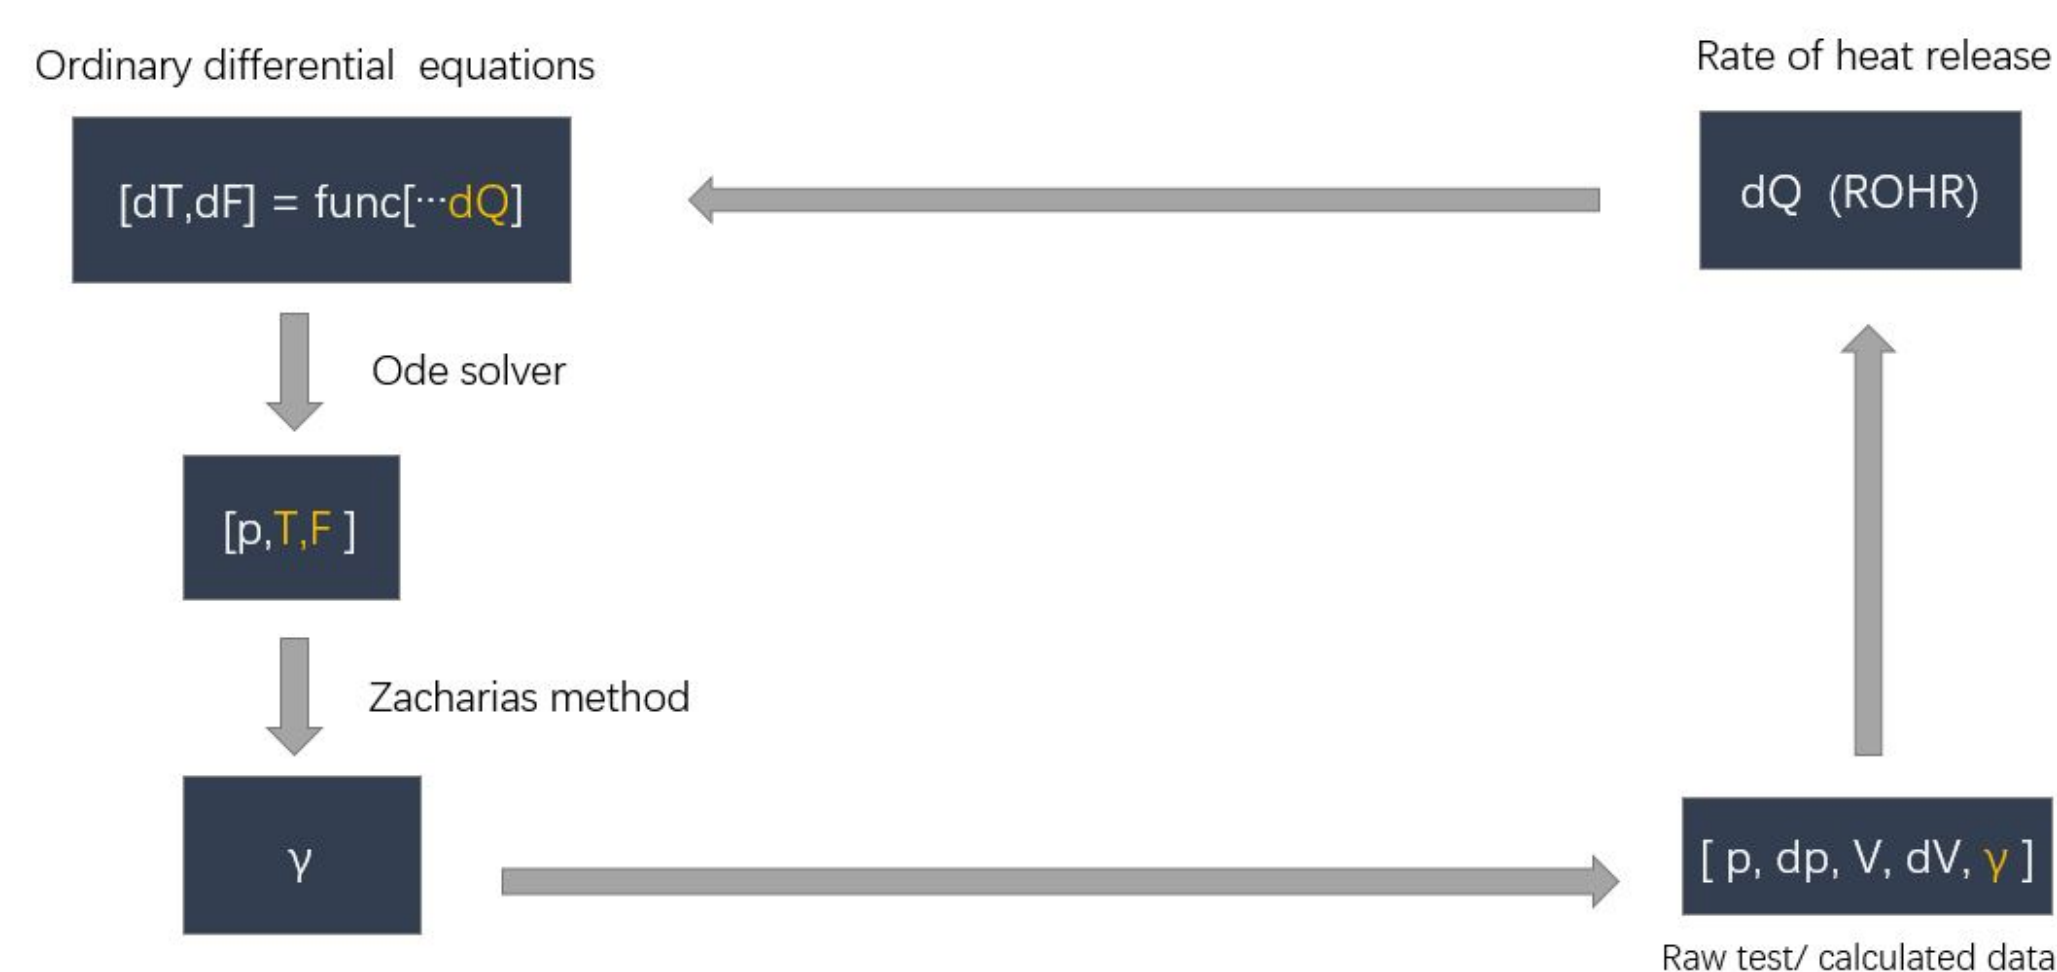 Ordinary differential equations
Rate of heat release
[dT,dF] = func[···dQ]
dQ (ROHR)
Ode solver
[p,T,F ]
Zacharias method
γ
[ p, dp, V, dV, γ ]
Raw test/ calculated data